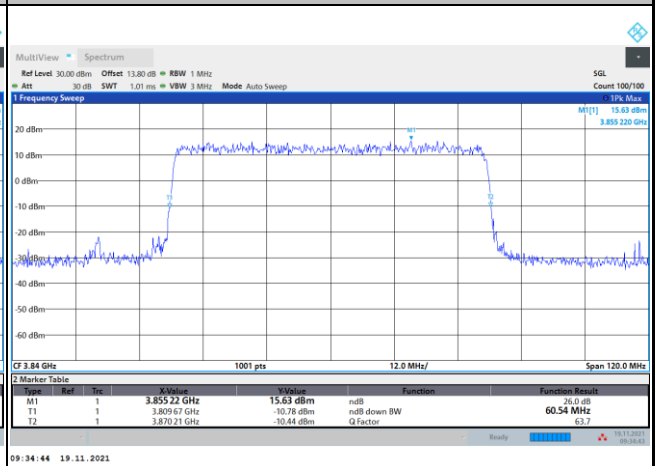 MultiView Spectrum
Ref Level 30.00 dBm Offset 13.80 dB RBW 1 MHz SGL
Att 30 dB SWT 1.01 ms VBW 3 MHz Mode Auto Sweep Count 100/100
1 Frequency Sweep 1Pk Max
M1[1] 15.63 dBm
3.855 220 GHz
20 dBm
M1
10 dBm
0 dBm
T1 T2
-10 dBm
-20 dBm
-30 dBm
-40 dBm
-50 dBm
-60 dBm
CF 3.84 GHz 1001 pts 12.0 MHz/ Span 120.0 MHz
2 Marker Table
Type Ref Trc X-Value Y-Value Function Function Result
M1 1 3.855 22 GHz 15.63 dBm ndB 26.0 dB
T1 1 3.809 67 GHz -10.78 dBm ndB down BW 60.54 MHz
T2 1 3.870 21 GHz -10.44 dBm Q Factor 63.7
Ready 19.11.2021
09:34:43
09:34:44 19.11.2021